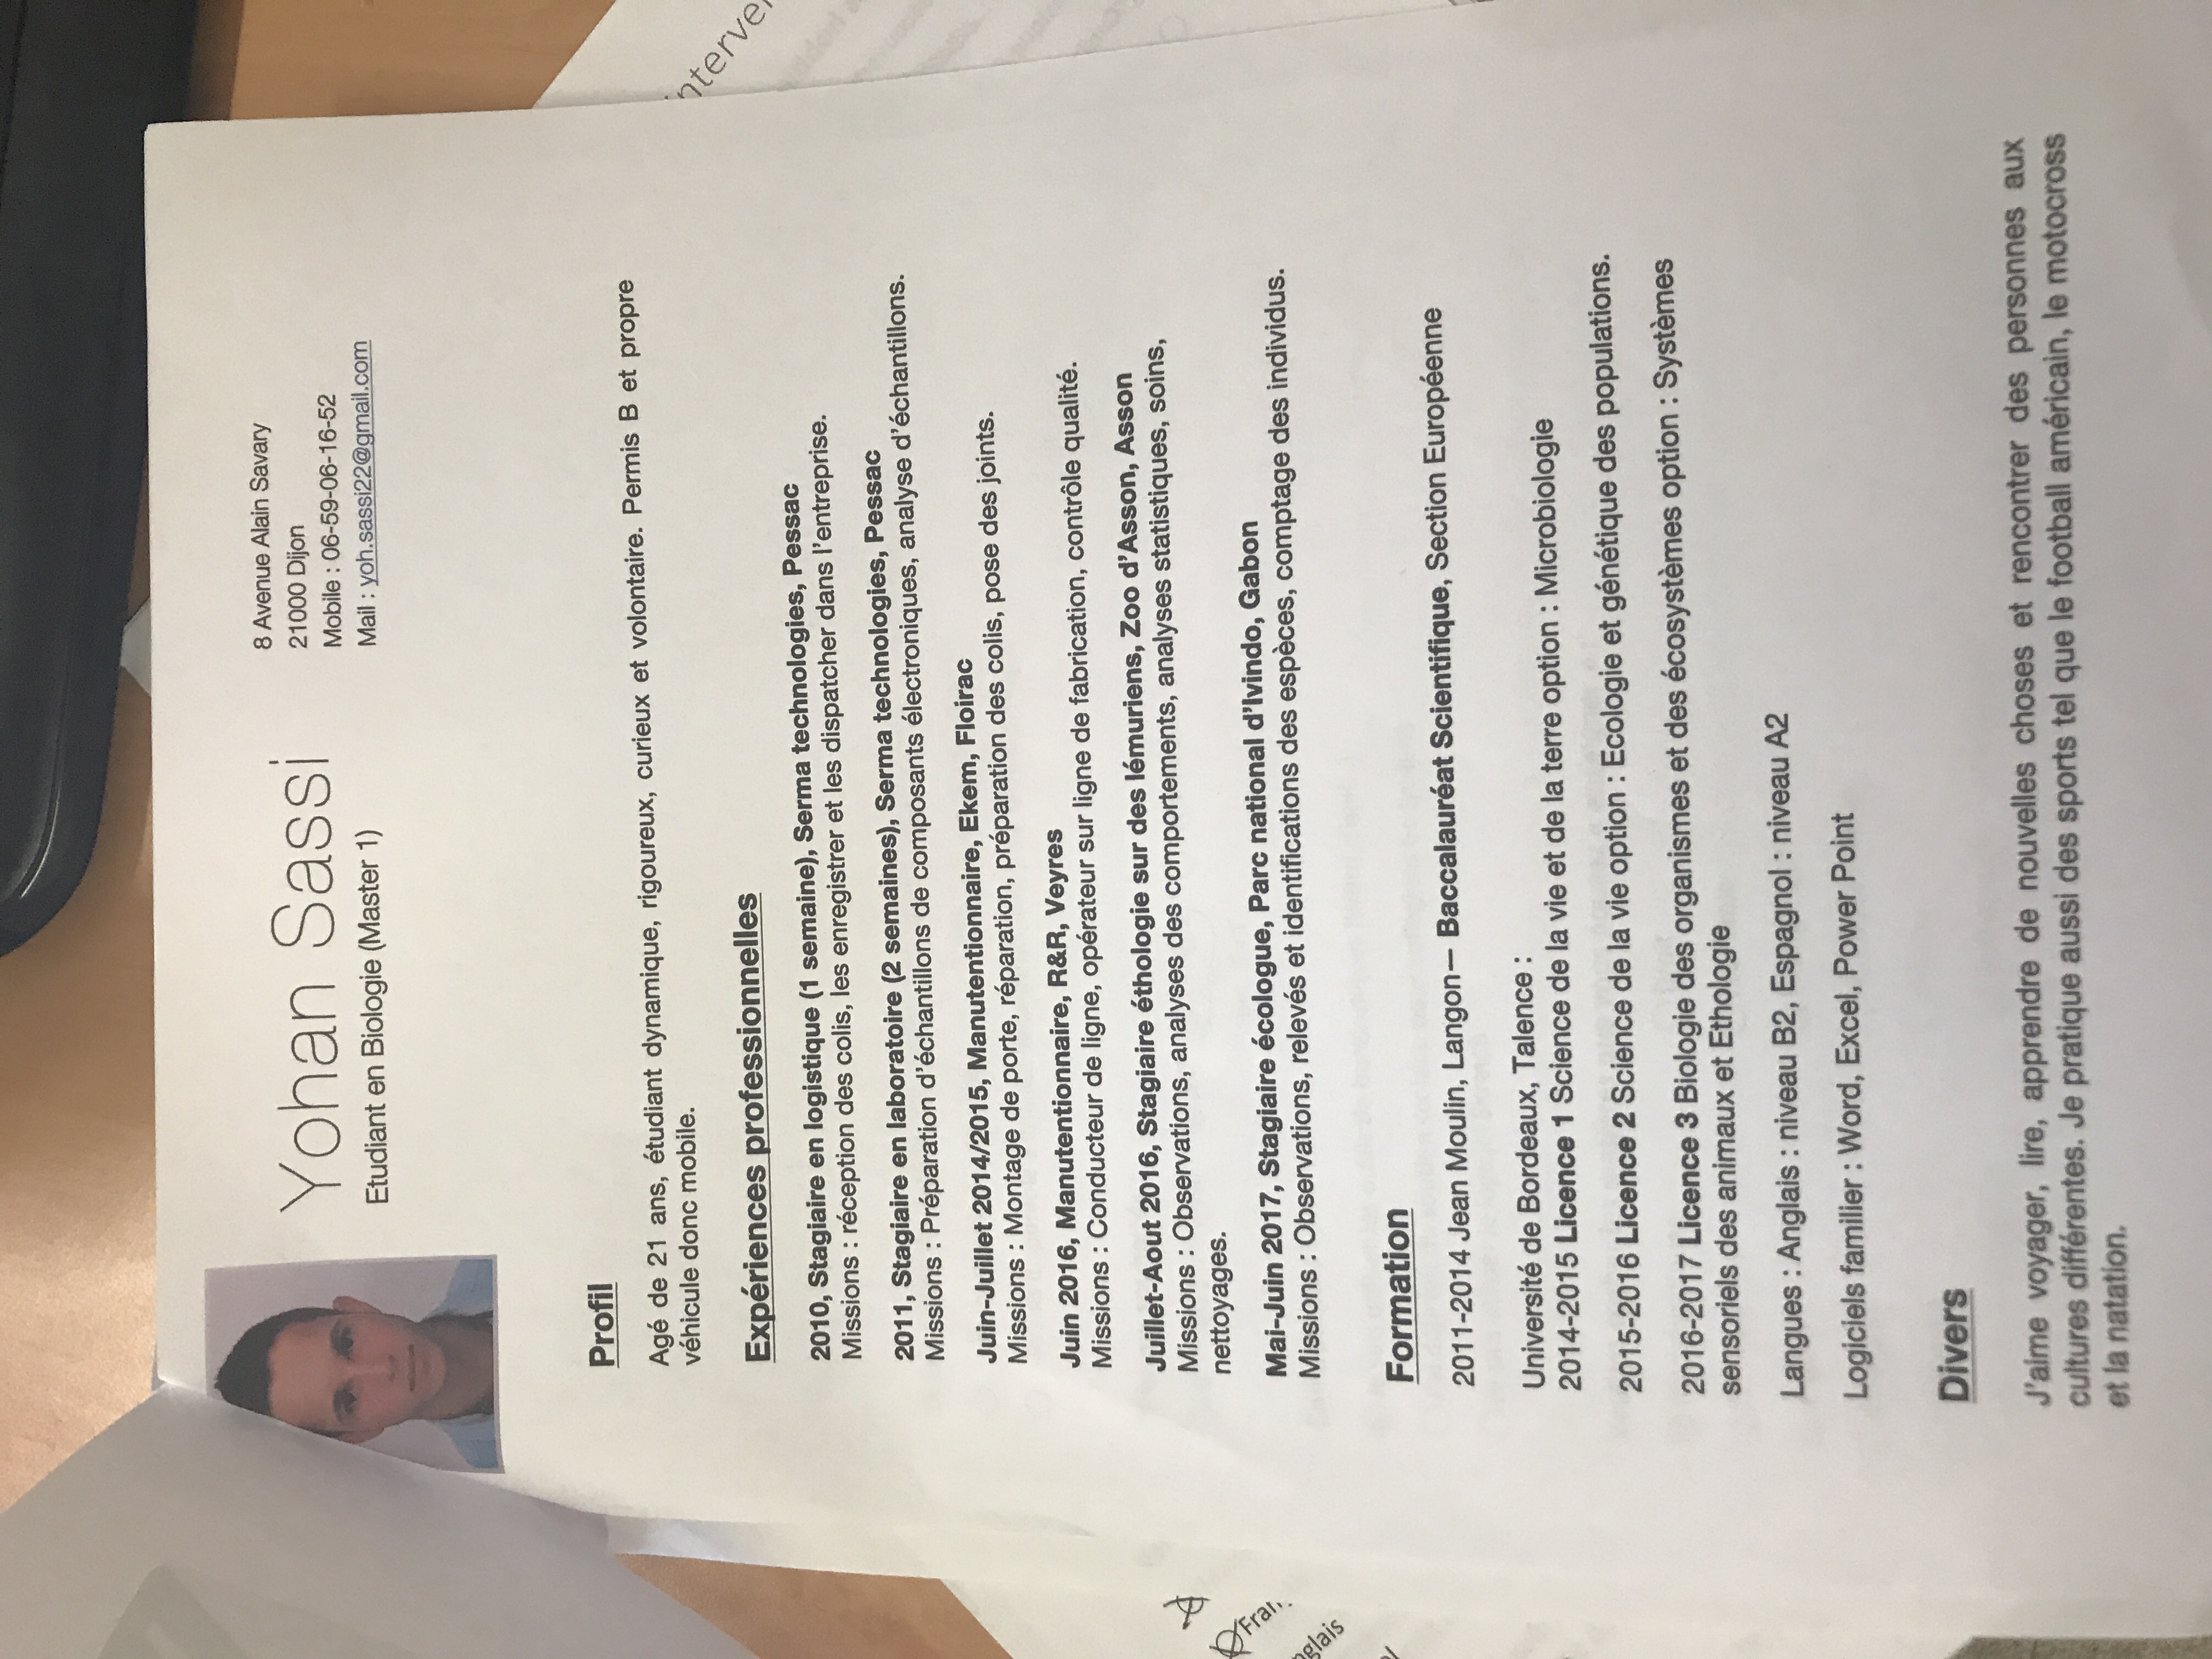 Yohan Sassi
Etudiant en Biologie (Master 1)
8 Avenue Alain Savary
21000 Dijon
Mobile : 06-59-06-16-52
Mail : yoh.sassi22@gmail.com
Profil
Agé de 21 ans, étudiant dynamique, rigoureux, curieux et volontaire. Permis B et propre
véhicule donc mobile.
Expériences professionnelles
2010, Stagiaire en logistique (1 semaine), Serma technologies, Pessac
Missions : réception des colis, les enregistrer et les dispatcher dans l'entreprise.
2011, Stagiaire en laboratoire (2 semaines), Serma technologies, Pessac
Missions : Préparation d'échantillons de composants électroniques, analyse d'échantillons.
Juin-Juillet 2014/2015, Manutentionnaire, Ekem, Floirac
Missions : Montage de porte, réparation, préparation des colis, pose des joints.
Juin 2016, Manutentionnaire, R&R, Veyres
Missions : Conducteur de ligne, opérateur sur ligne de fabrication, contrôle qualité.
Juillet-Aout 2016, Stagiaire éthologie sur des lémuriens, Zoo d'Asson, Asson
Missions : Observations, analyses des comportements, analyses statistiques, soins,
nettoyages.
Mai-Juin 2017, Stagiaire écologue, Parc national d'Ivindo, Gabon
Missions : Observations, relevés et identifications des espèces, comptage des individus.
Formation
2011-2014 Jean Moulin, Langon— Baccalauréat Scientifique, Section Européenne
Université de Bordeaux, Talence :
2014-2015 Licence 1 Science de la vie et de la terre option : Microbiologie
2015-2016 Licence 2 Science de la vie option : Ecologie et génétique des populations.
2016-2017 Licence 3 Biologie des organismes et des écosystèmes option : Systèmes
sensoriels des animaux et Ethologie
Langues : Anglais : niveau B2, Espagnol : niveau A2
Logiciels familier : Word, Excel, Power Point
Divers
J'aime voyager, lire, apprendre de nouvelles choses et rencontrer des personnes aux
cultures différentes. Je pratique aussi des sports tel que le football américain, le motocross
et la natation.